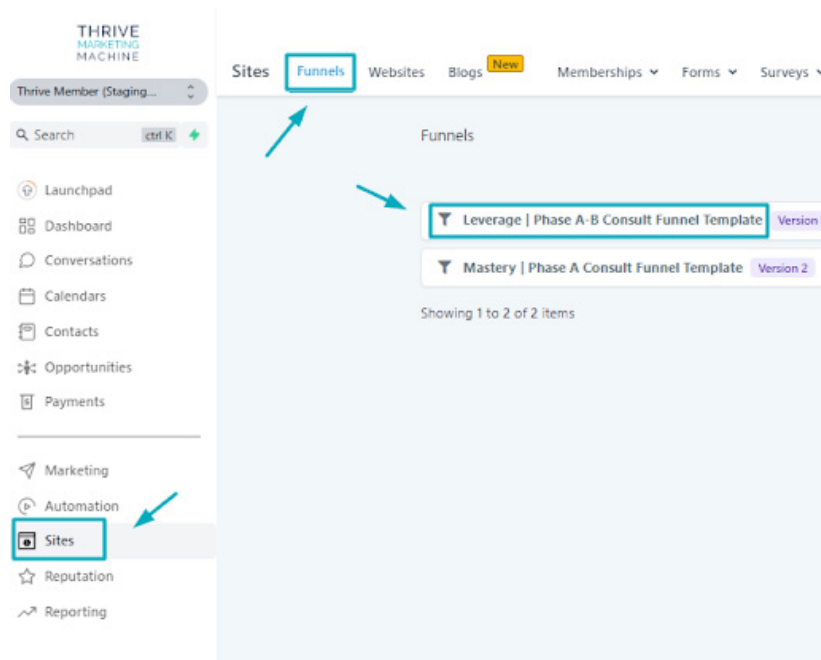 THRIVE
MARKETING
MACHINE
Thrive Member (Staging...
Search ctrl K
Launchpad
Dashboard
Conversations
Calendars
Contacts
Opportunities
Payments
Marketing
Automation
Sites
Reputation
Reporting
Sites Funnels Websites Blogs New Memberships Forms Surveys
Funnels
Leverage | Phase A-B Consult Funnel Template Version
Mastery | Phase A Consult Funnel Template Version 2
Showing 1 to 2 of 2 items